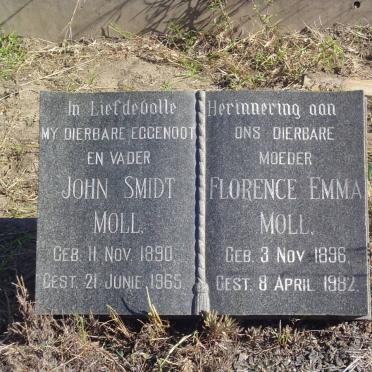 In Liefdevolle
MY DIERBARE EGGENOOT
EN VADER
JOHN SMIDT
MOLL.
GEB. 11 NOV 1890.
GEST. 21 JUNIE 1965.
Herinnering aan
ONS DIERBARE
MOEDER
FLORENCE EMMA
MOLL.
GEB. 3 NOV 1896.
GEST. 8 APRIL 1982.